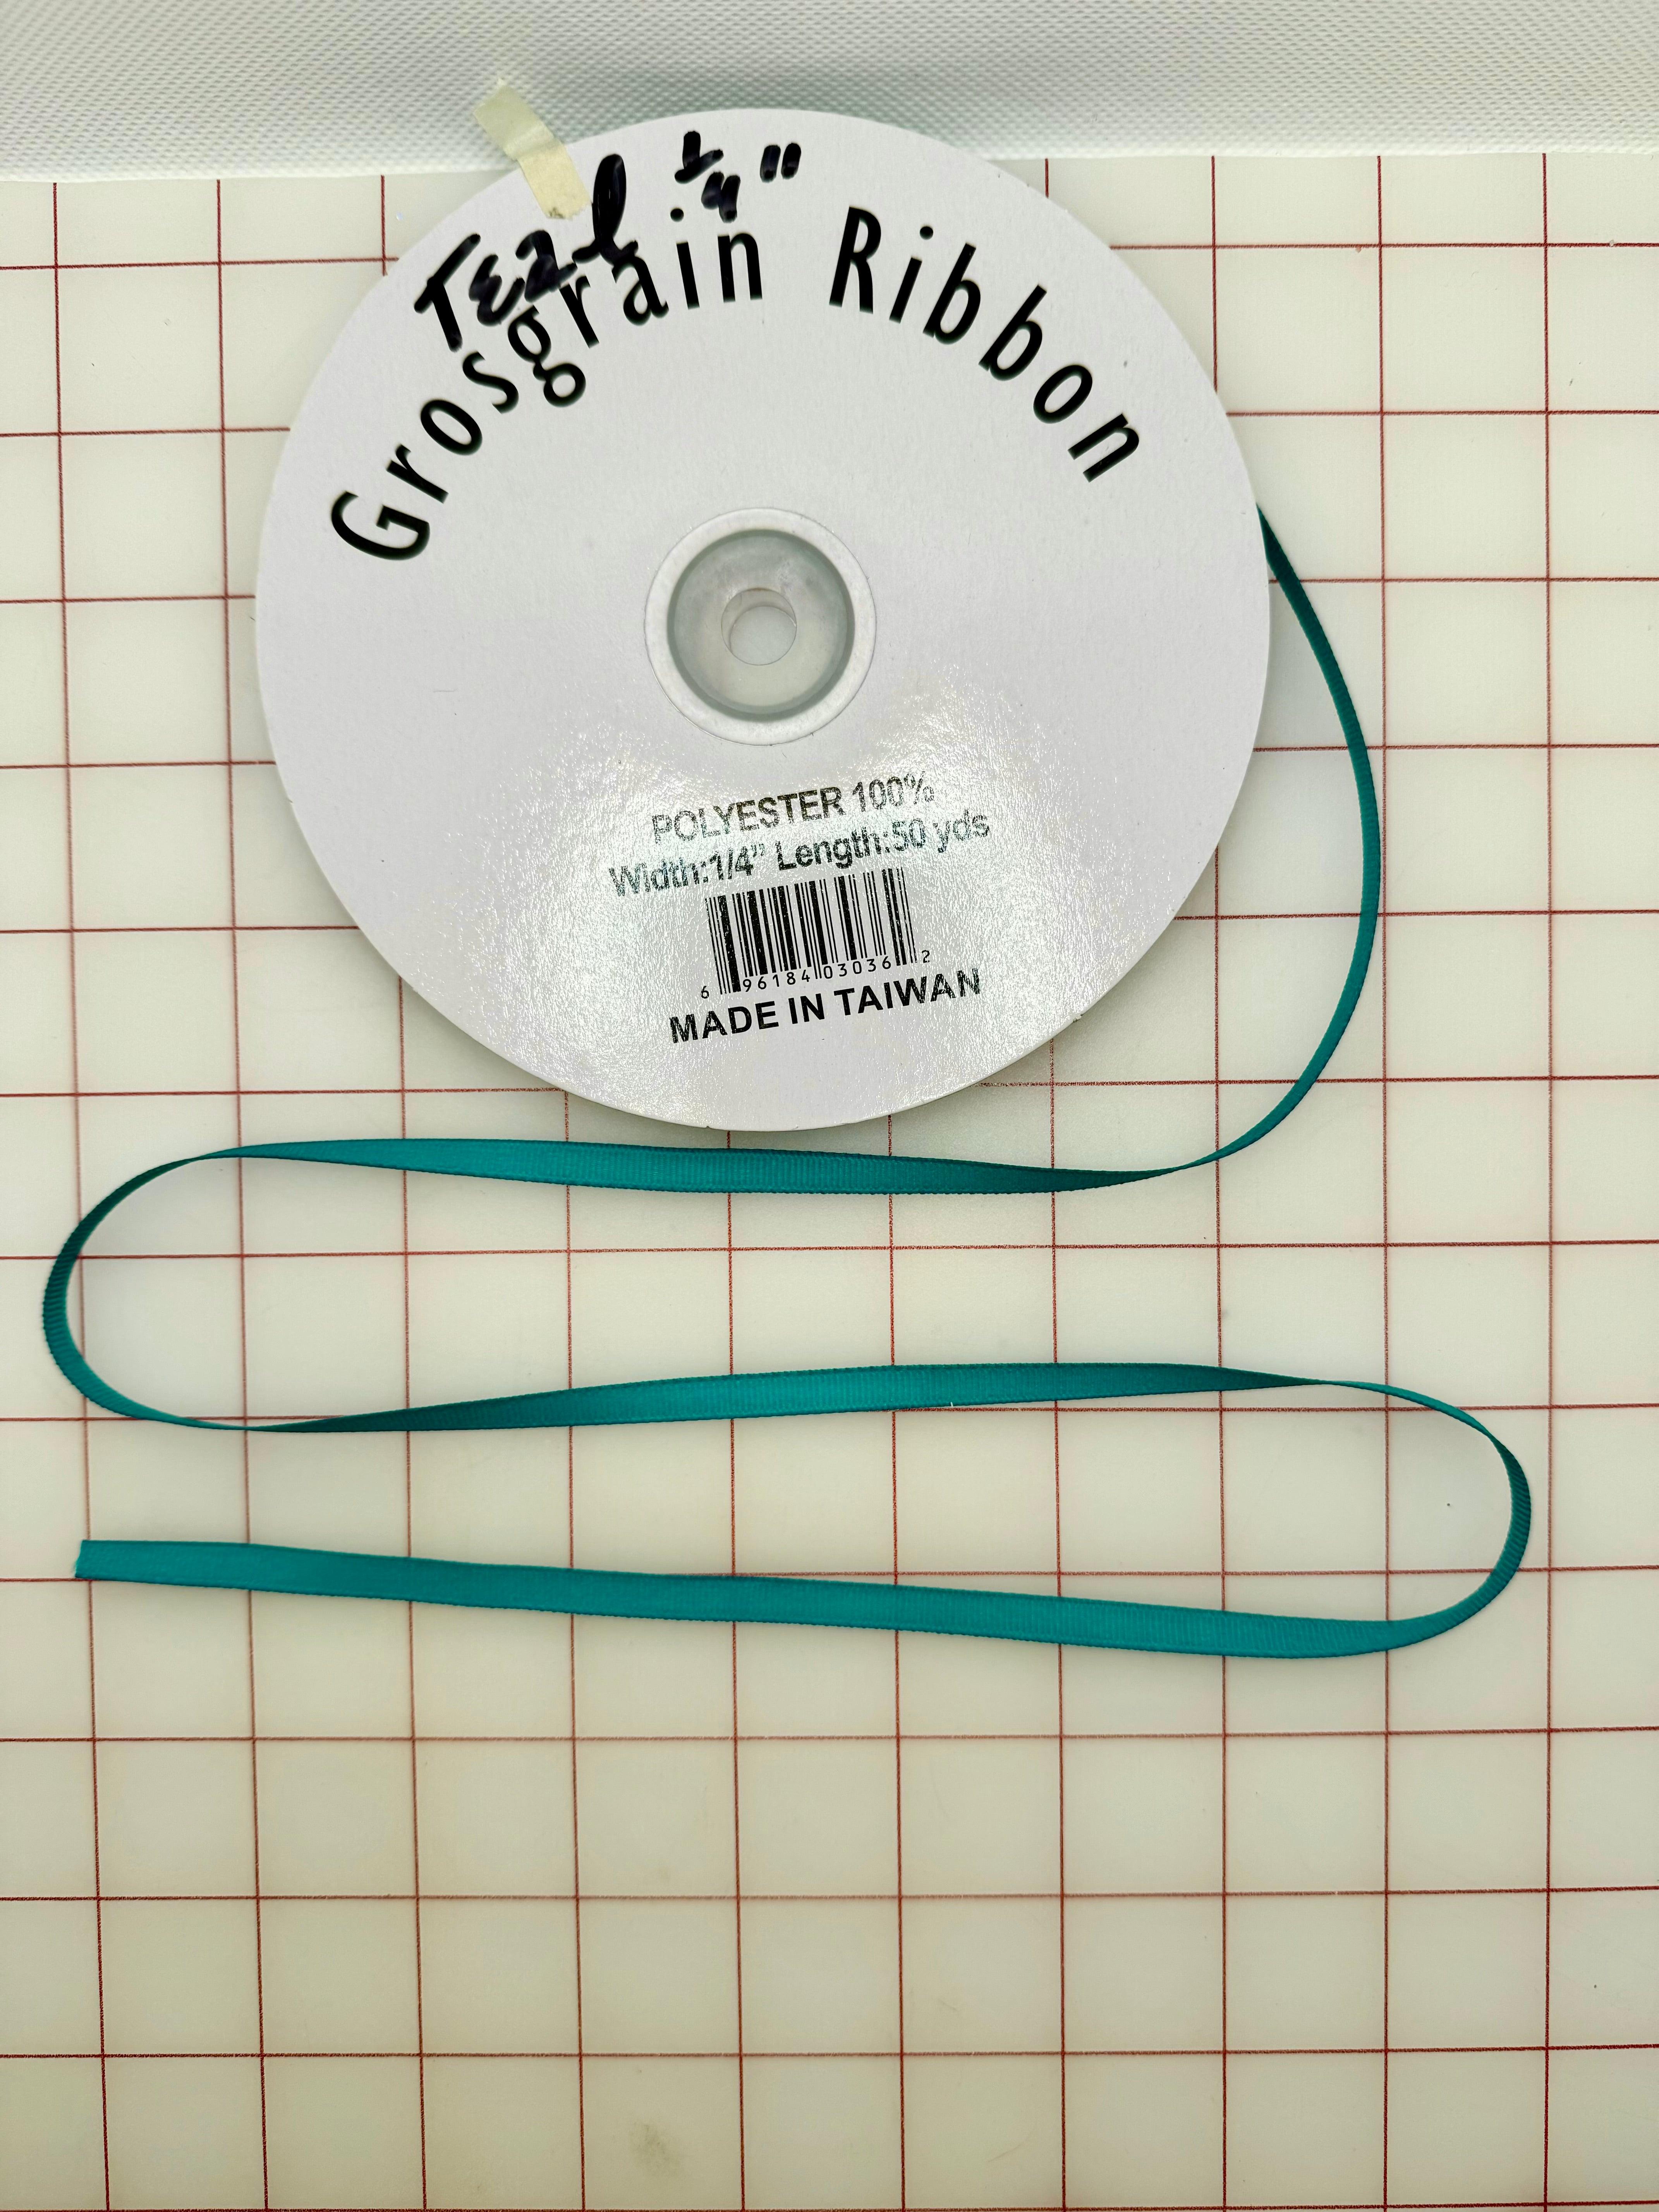 Teal 1/4"
Grosgrain Ribbon
POLYESTER 100%
Width:1/4" Length:50 yds
6 96184 03036 2
MADE IN TAIWAN